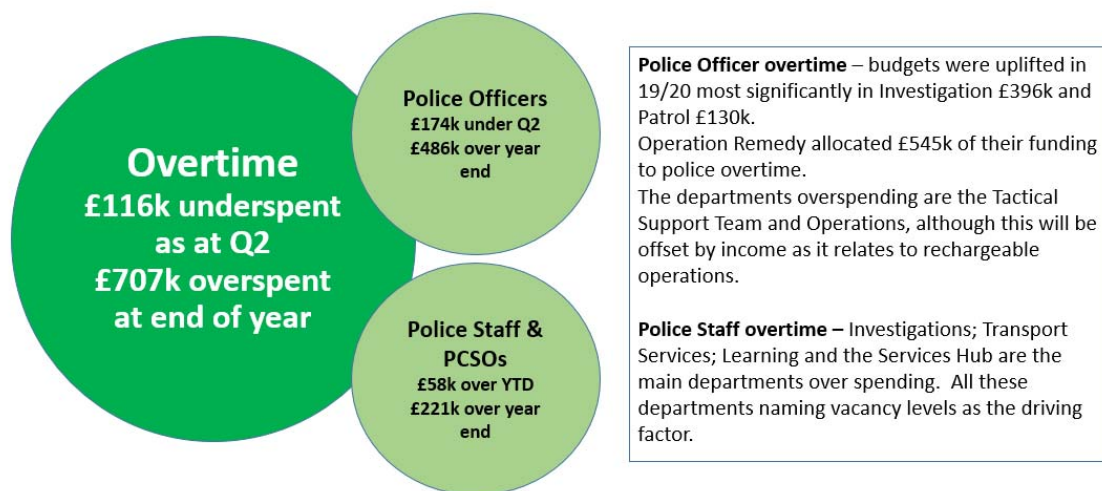 Overtime
£116k underspent
as at Q2
£707k overspent
at end of year
Police Officers
£174k under Q2
£486k over year
end
Police Staff &
PCSOs
£58k over YTD
£221k over year
end
Police Officer overtime – budgets were uplifted in
19/20 most significantly in Investigation £396k and
Patrol £130k.
Operation Remedy allocated £545k of their funding
to police overtime.
The departments overspending are the Tactical
Support Team and Operations, although this will be
offset by income as it relates to rechargeable
operations.
Police Staff overtime – Investigations; Transport
Services; Learning and the Services Hub are the
main departments over spending.  All these
departments naming vacancy levels as the driving
factor.